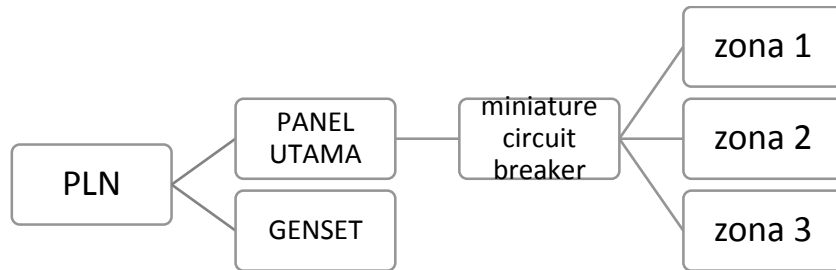 PLN
PANEL
UTAMA
GENSET
miniature
circuit
breaker
zona 1
zona 2
zona 3